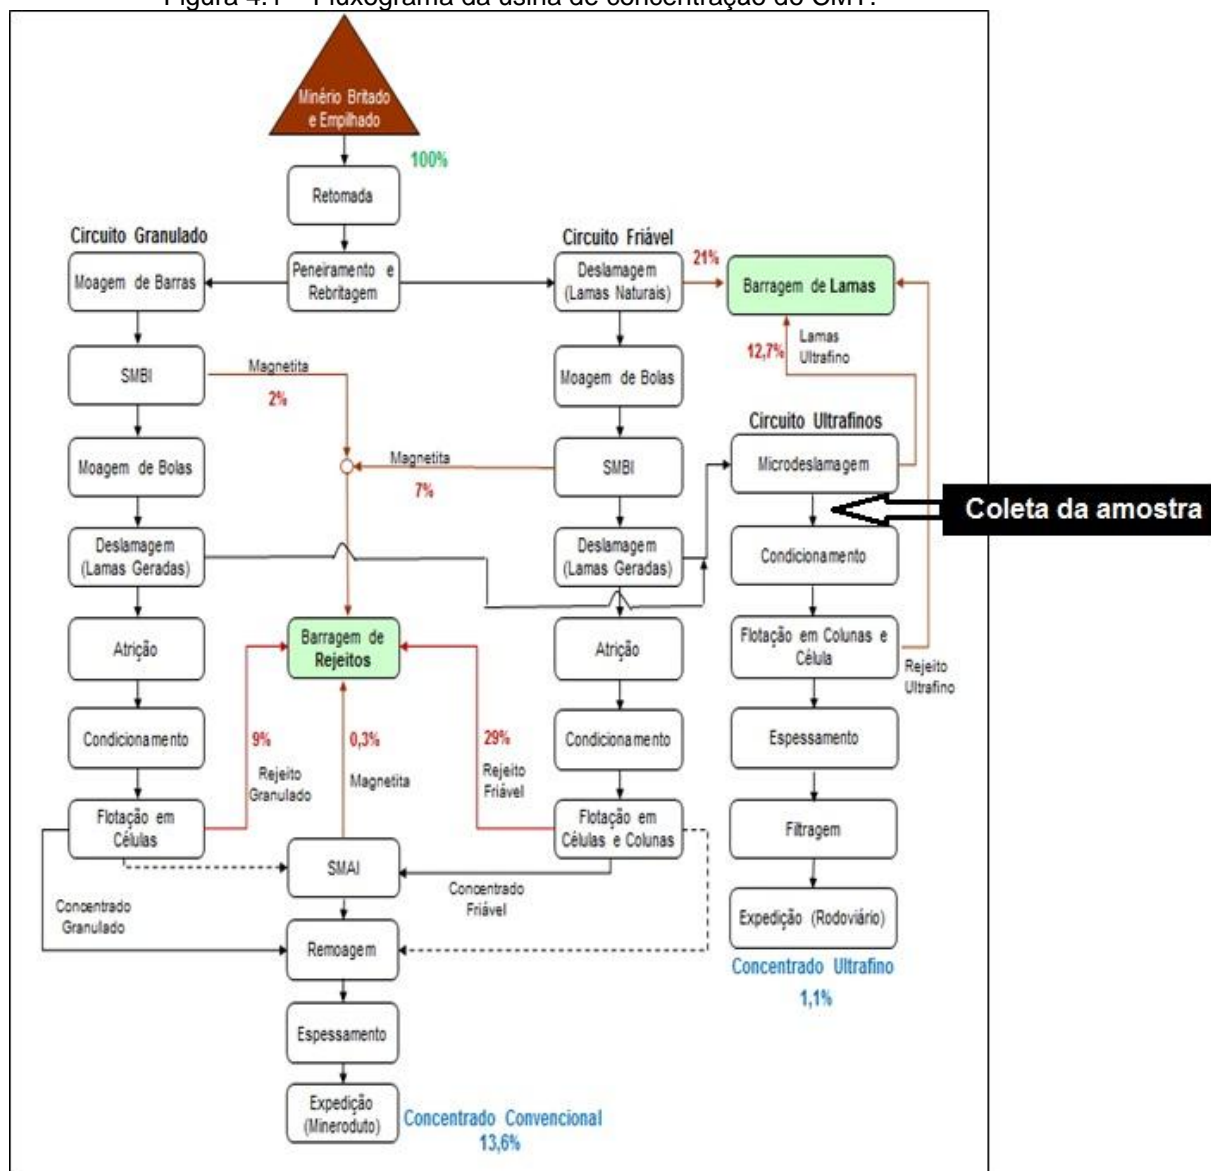 Figura 4.1 – Fluxograma da usina de concentração do CMT.
Minério Britado
e Empilhado
100%
Retomada
Circuito Granulado
Circuito Friável
Moagem de Barras
Peneiramento e
Rebritagem
Deslamagem
(Lamas Naturais)
21%
Barragem de Lamas
SMBI
Magnetita
2%
Moagem de Bolas
12,7%
Lamas
Ultrafino
Circuito Ultrafinos
Moagem de Bolas
Magnetita
7%
SMBI
Microdeslamagem
Coleta da amostra
Deslamagem
(Lamas Geradas)
Deslamagem
(Lamas Geradas)
Condicionamento
Atrição
Barragem de
Rejeitos
Atrição
Flotação em Colunas e
Célula
Rejeito
Ultrafino
Condicionamento
9%
Rejeito
Granulado
0,3%
Magnetita
29%
Rejeito
Friável
Condicionamento
Espessamento
Flotação em
Células
SMAI
Flotação em
Células e Colunas
Filtragem
Concentrado
Granulado
Concentrado
Friável
Remoagem
Expedição (Rodoviário)
Concentrado Ultrafino
1,1%
Espessamento
Expedição
(Mineroduto)
Concentrado Convencional
13,6%